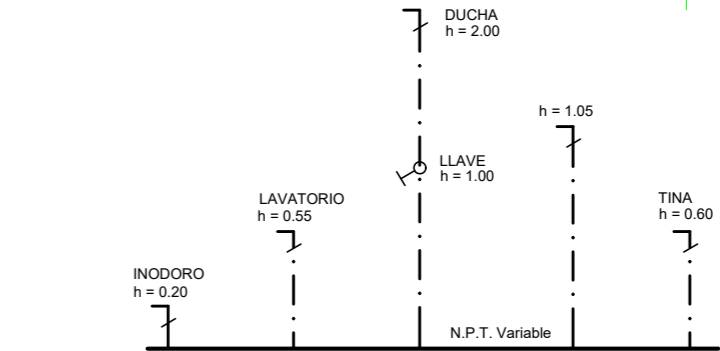 DUCHA
h = 2.00
h = 1.05
LLAVE
h = 1.00
LAVATORIO
h = 0.55
TINA
h = 0.60
INODORO
h = 0.20
N.P.T. Variable